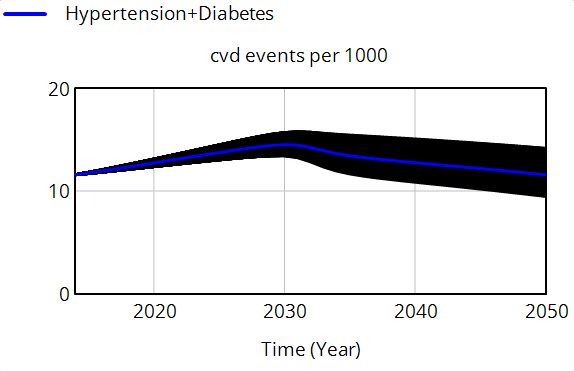 Hypertension+Diabetes
cvd events per 1000
20
10
0
2020 2030 2040 2050
Time (Year)